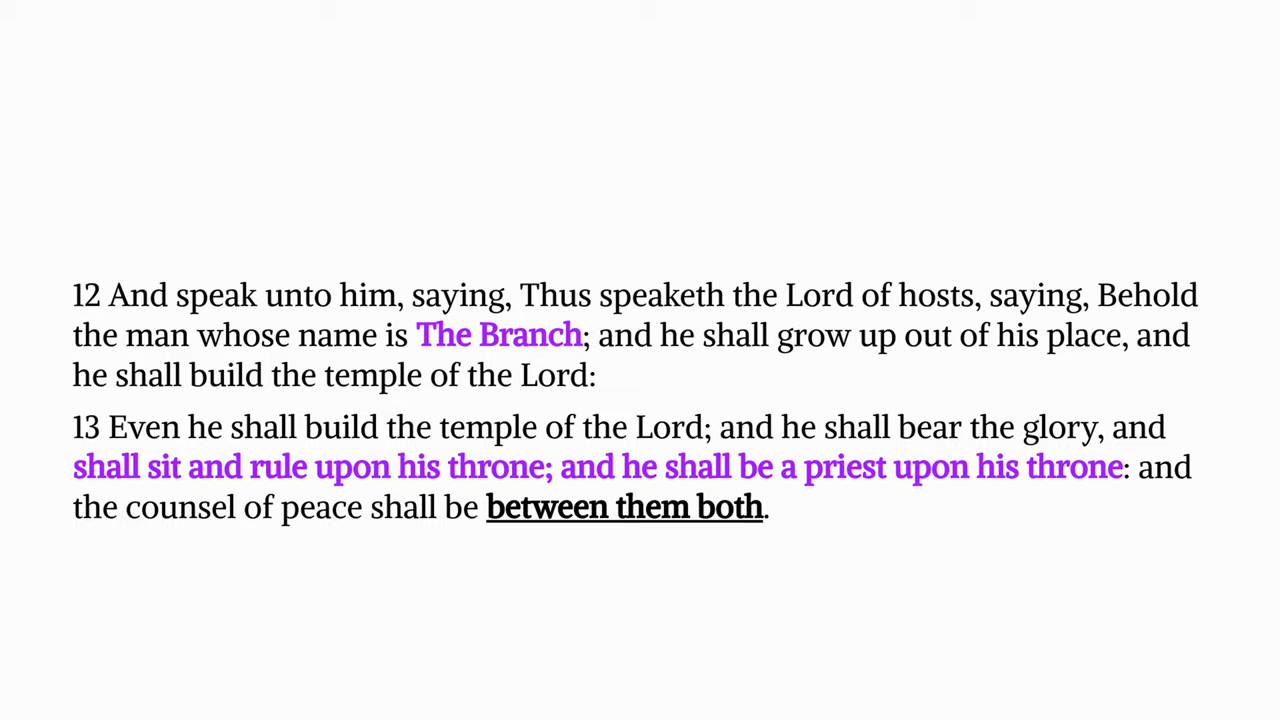 12 And speak unto him, saying, Thus speaketh the Lord of hosts, saying, Behold
the man whose name is The Branch; and he shall grow up out of his place, and
he shall build the temple of the Lord:
13 Even he shall build the temple of the Lord; and he shall bear the glory, and
shall sit and rule upon his throne; and he shall be a priest upon his throne: and
the counsel of peace shall be between them both.